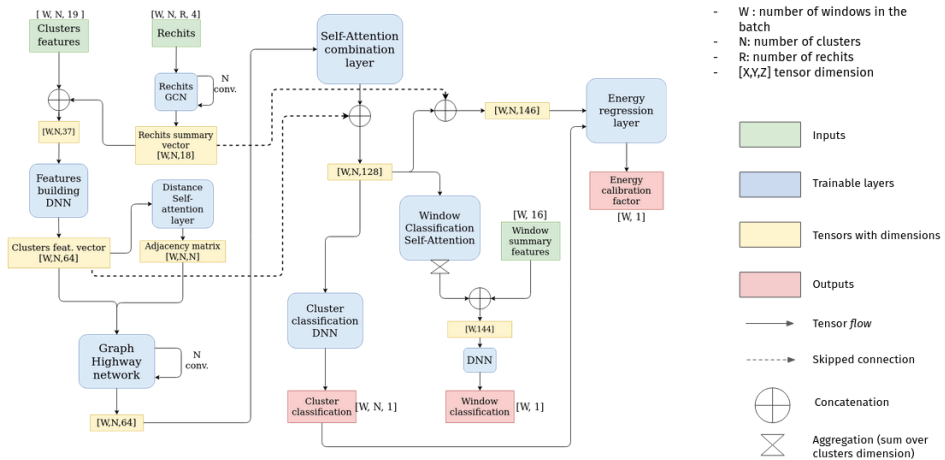 [ W, N, 19 ]
Clusters
features
[W, N, R, 4]
Rechits
Rechits
GCN
N
conv.
[W,N,37]
Rechits summary
vector
[W,N,18]
Features
building
DNN
Distance
Self-
attention
layer
Clusters feat. vector
[W,N,64]
Adjacency matrix
[W,N,N]
Graph
Highway
network
N
conv.
[W,N,64]
Self-Attention
combination
layer
[W,N,128]
[W,N,146]
Energy
regression
layer
Energy
calibration
factor
[W, 1]
Window
Classification
Self-Attention
[W, 16]
Window
summary
features
[W,144]
DNN
Cluster
classification
DNN
Cluster
classification
[W, N, 1]
Window
classification
[W, 1]
- W : number of windows in the
batch
- N: number of clusters
- R: number of rechits
- [X,Y,Z] tensor dimension
Inputs
Trainable layers
Tensors with dimensions
Outputs
Tensor flow
Skipped connection
Concatenation
Aggregation (sum over
clusters dimension)